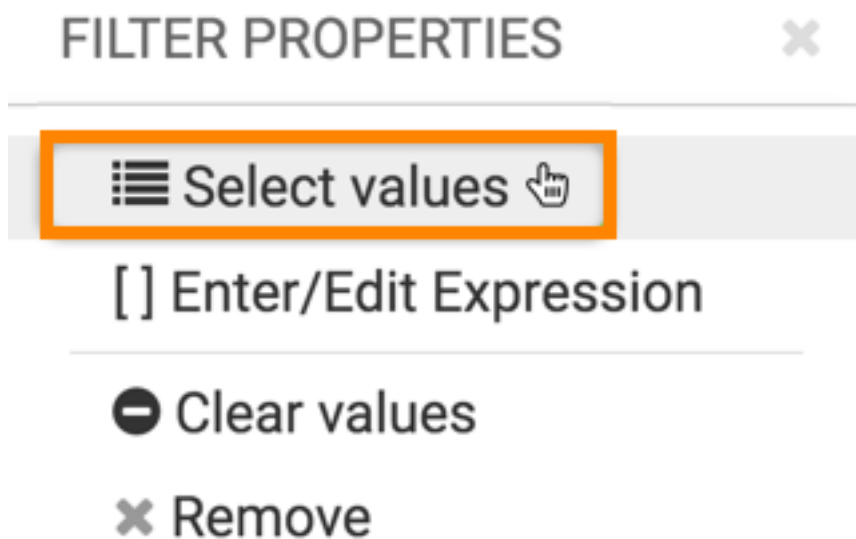 FILTER PROPERTIES
Select values
[ ] Enter/Edit Expression
Clear values
Remove